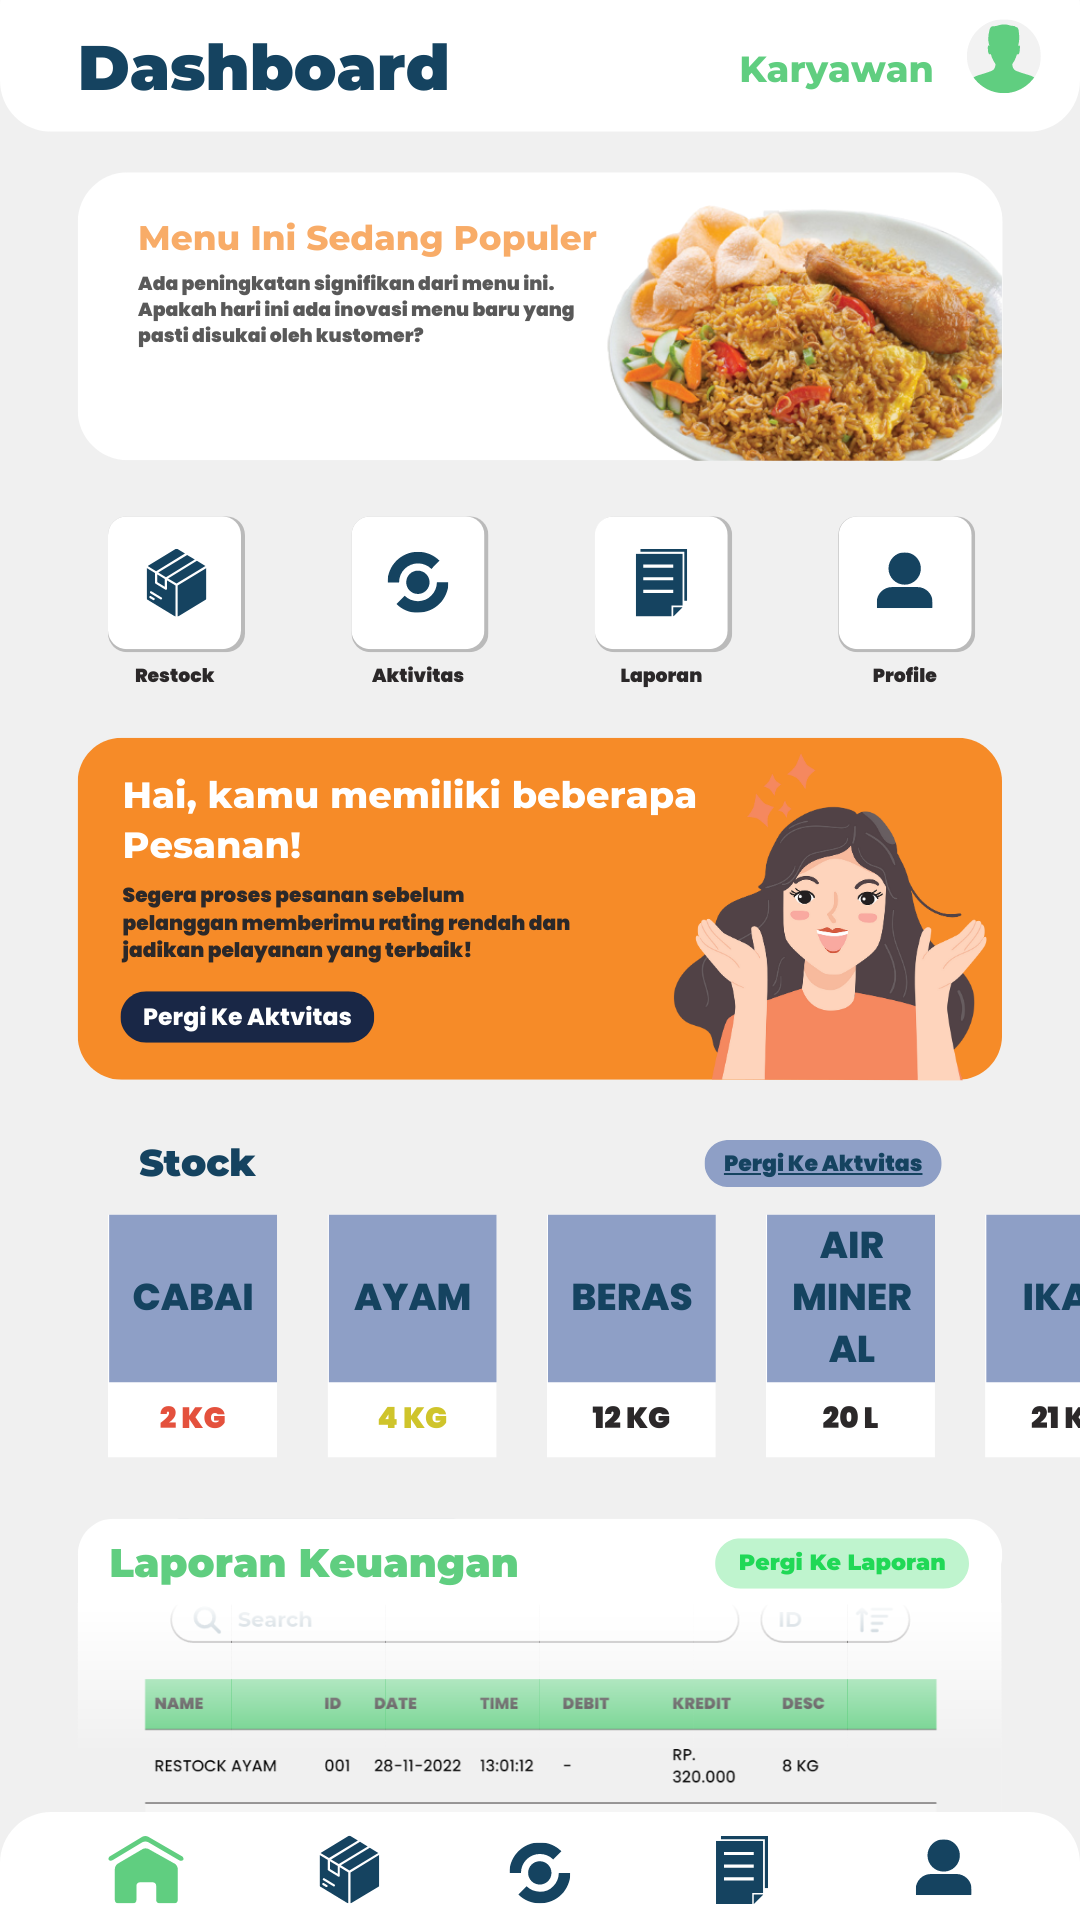 Dashboard
Karyawan
Menu Ini Sedang Populer
Ada peningkatan signifikan dari menu ini.
Apakah hari ini ada inovasi menu baru yang
pasti disukai oleh kustomer?
Restock
Aktivitas
Laporan
Profile
Hai, kamu memiliki beberapa
Pesanan!
Segera proses pesanan sebelum
pelanggan memberimu rating rendah dan
jadikan pelayanan yang terbaik!
Pergi Ke Aktvitas
Stock
Pergi Ke Aktvitas
CABAI
AYAM
BERAS
AIR
MINER
AL
IKA
2 KG
4 KG
12 KG
20 L
21 K
Laporan Keuangan
Pergi Ke Laporan
Search
ID
NAME ID DATE TIME DEBIT KREDIT DESC
RESTOCK AYAM 001 28-11-2022 13:01:12 - RP. 8 KG
320.000